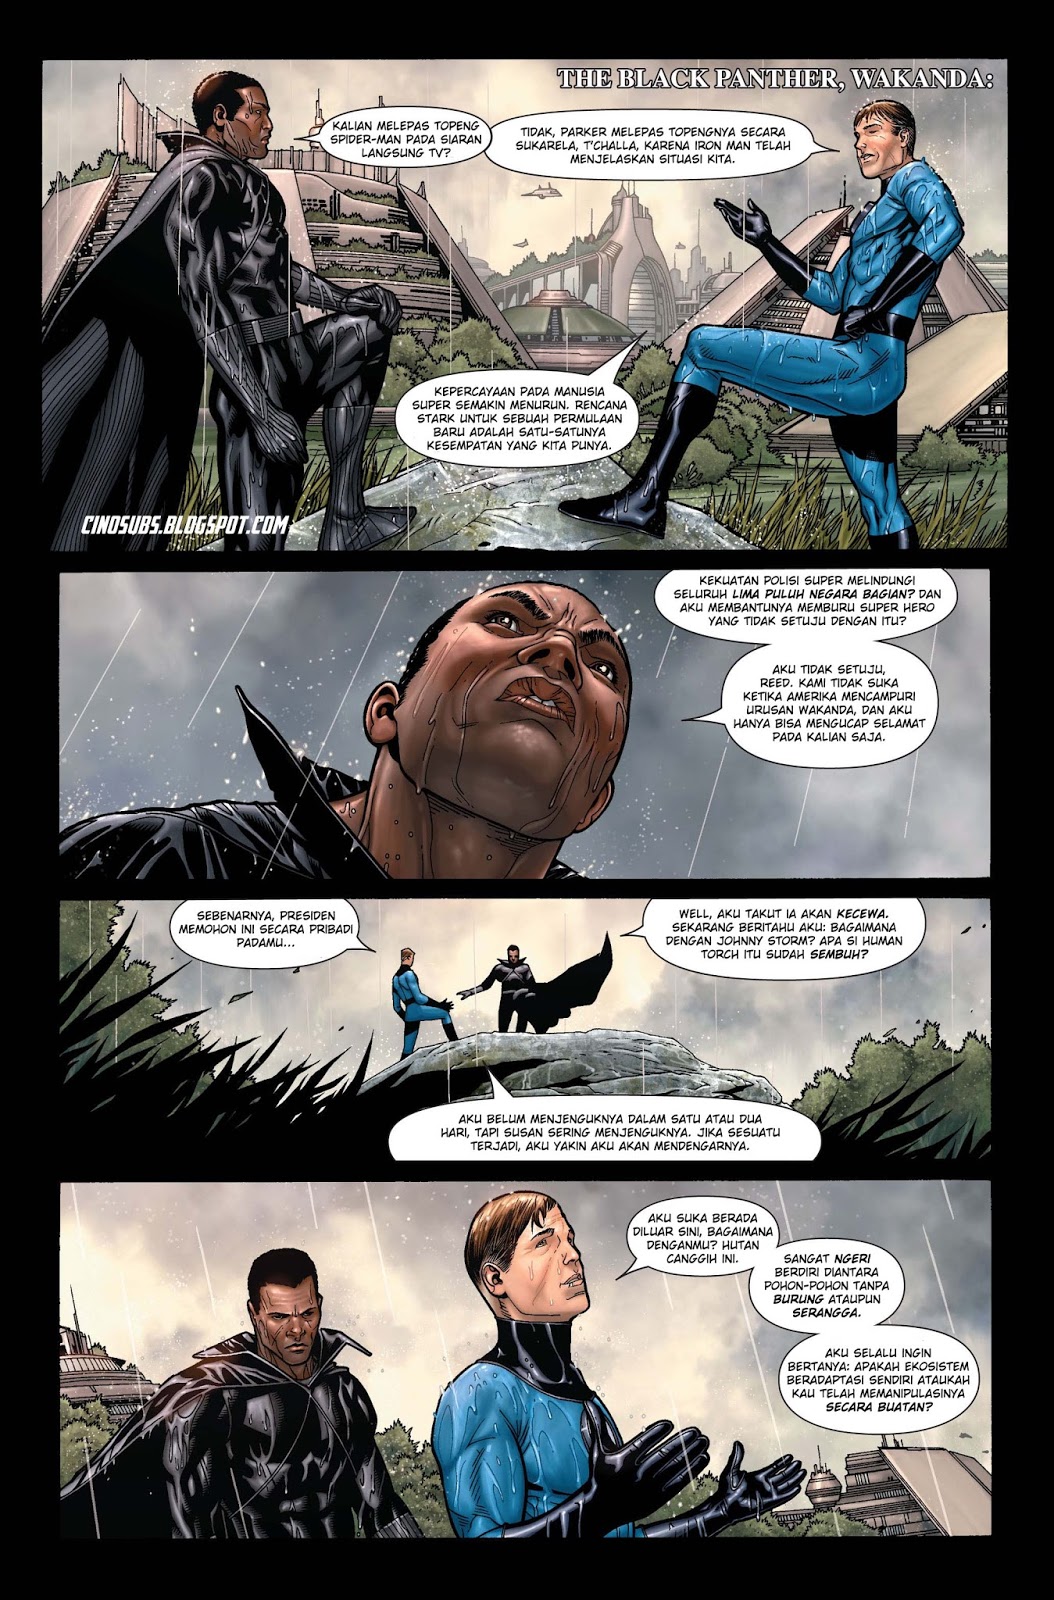 THE BLACK PANTHER, WAKANDA:
KALIAN MELEPAS TOPENG
SPIDER-MAN PADA SIARAN
LANGSUNG TV?
TIDAK, PARKER MELEPAS TOPENGNYA SECARA
SUKARELA, T'CHALLA, KARENA IRON MAN TELAH
MENJELASKAN SITUASI KITA.
KEPERCAYAAN PADA MANUSIA
SUPER SEMAKIN MENURUN. RENCANA
STARK UNTUK SEBUAH PERMULAAN
BARU ADALAH SATU-SATUNYA
KESEMPATAN YANG KITA PUNYA.
CINOSUBS.BLOGSPOT.COM
KEKUATAN POLISI SUPER MELINDUNGI
SELURUH LIMA PULUH NEGARA BAGIAN? DAN
AKU MEMBANTUNYA MEMBURU SUPER HERO
YANG TIDAK SETUJU DENGAN ITU?
AKU TIDAK SETUJU,
REED. KAMI TIDAK SUKA
KETIKA AMERIKA MENCAMPURI
URUSAN WAKANDA, DAN AKU
HANYA BISA MENGUCAP SELAMAT
PADA KALIAN SAJA.
SEBENARNYA, PRESIDEN
MEMOHON INI SECARA PRIBADI
PADAMU...
WELL, AKU TAKUT IA AKAN KECEWA.
SEKARANG BERITAHU AKU: BAGAIMANA
DENGAN JOHNNY STORM? APA SI HUMAN
TORCH ITU SUDAH SEMBUH?
AKU BELUM MENJENGUKNYA DALAM SATU ATAU DUA
HARI, TAPI SUSAN SERING MENJENGUKNYA. JIKA SESUATU
TERJADI, AKU YAKIN AKU AKAN MENDENGARNYA.
AKU SUKA BERADA
DILUAR SINI, BAGAIMANA
DENGANMU? HUTAN
CANGGIH INI.
SANGAT NGERI
BERDIRI DIANTARA
POHON-POHON TANPA
BURUNG ATAUPUN
SERANGGA.
AKU SELALU INGIN
BERTANYA: APAKAH EKOSISTEM
BERADAPTASI SENDIRI ATAUKAH
KAU TELAH MEMANIPULASINYA
SECARA BUATAN?